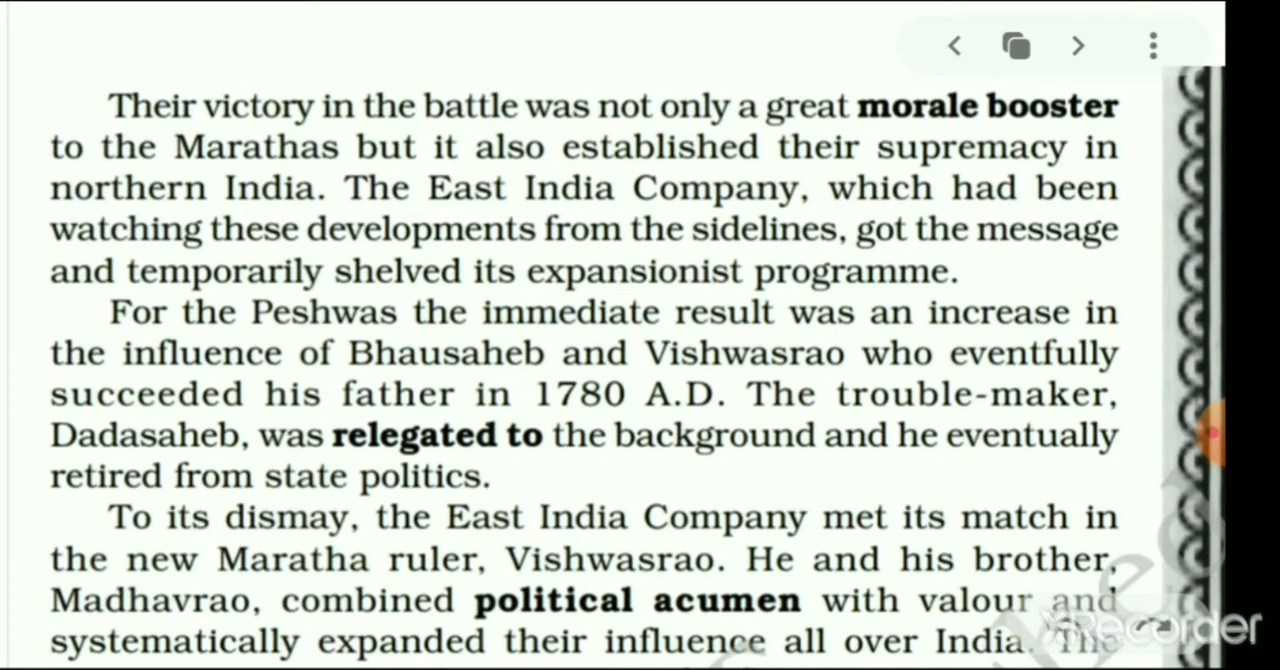 Their victory in the battle was not only a great morale booster
to the Marathas but it also established their supremacy in
northern India. The East India Company, which had been
watching these developments from the sidelines, got the message
and temporarily shelved its expansionist programme.
For the Peshwas the immediate result was an increase in
the influence of Bhausaheb and Vishwasrao who eventfully
succeeded his father in 1780 A.D. The trouble-maker,
Dadasaheb, was relegated to the background and he eventually
retired from state politics.
To its dismay, the East India Company met its match in
the new Maratha ruler, Vishwasrao. He and his brother,
Madhavrao, combined political acumen with valour and
systematically expanded their influence all over India. The
XRecorder